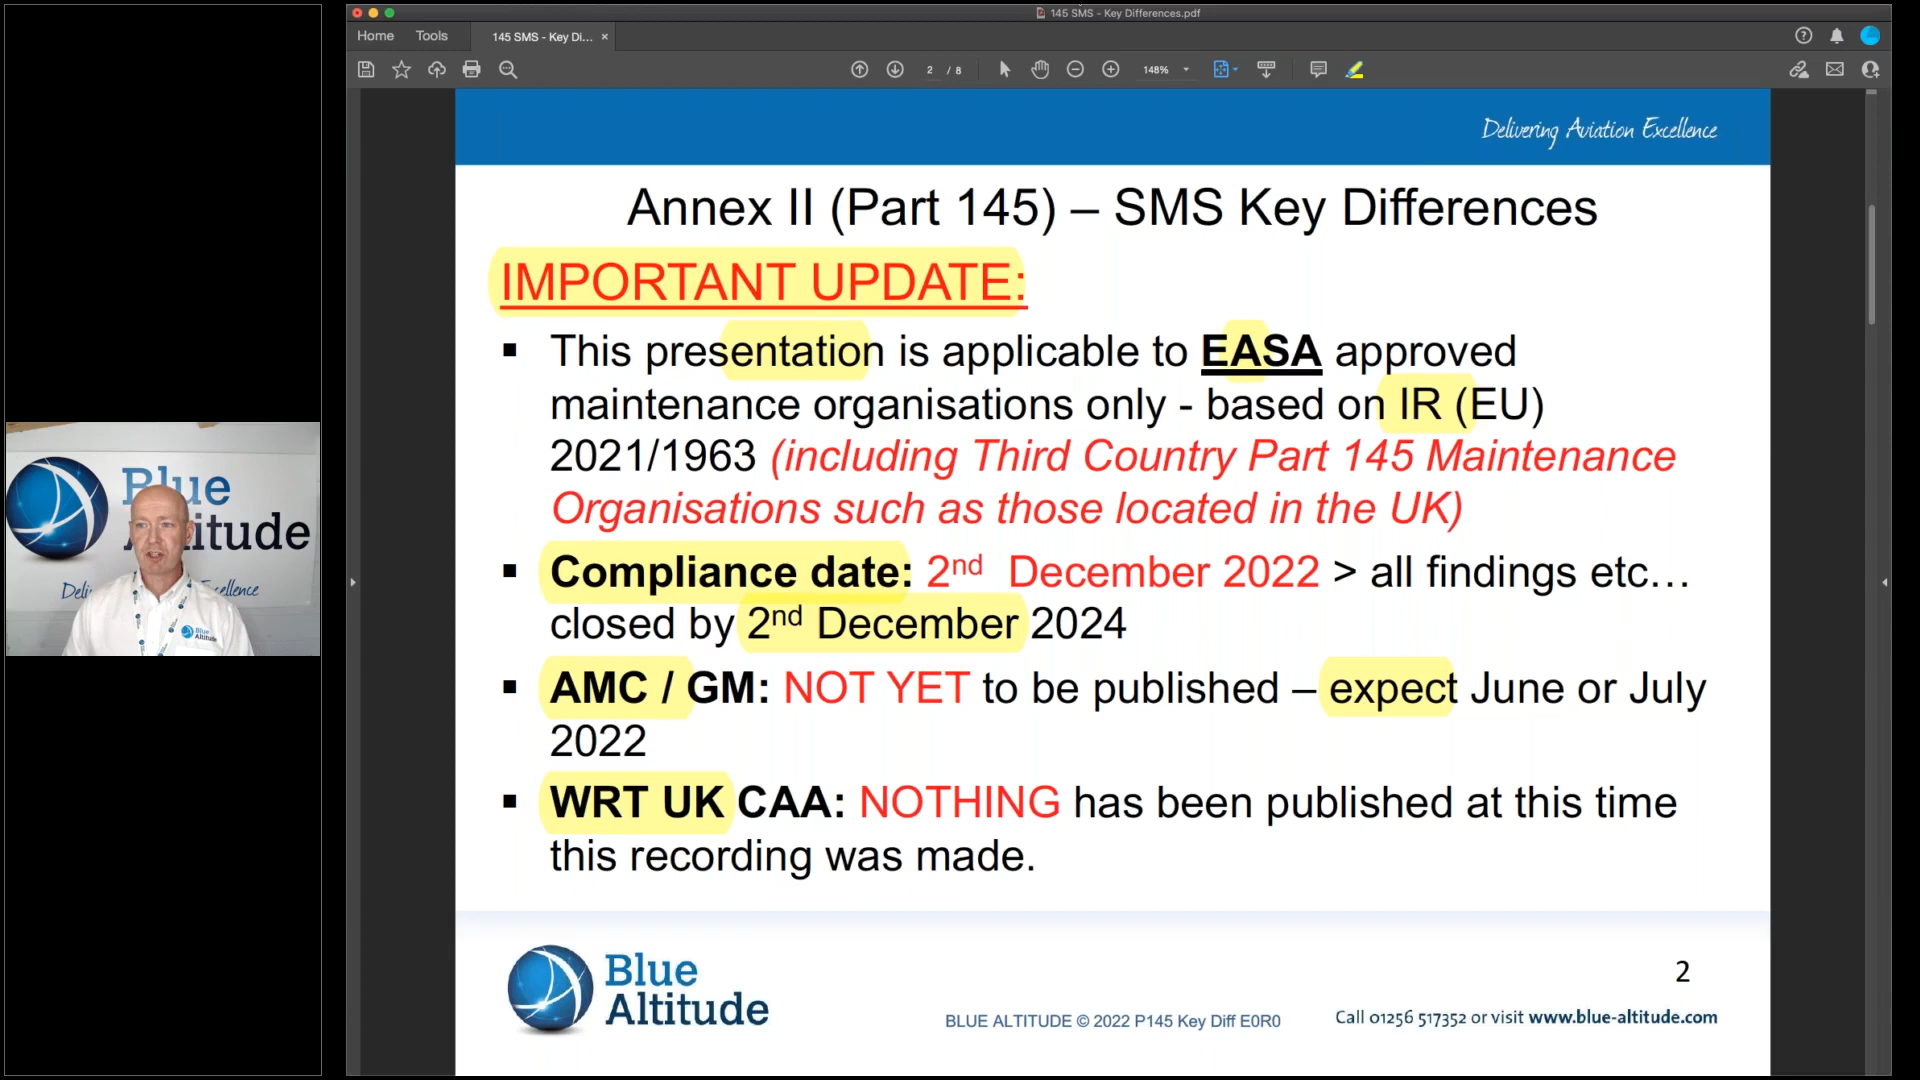 145 SMS - Key Differences.pdf
Home
Tools
145 SMS - Key Di...
2 / 8
148%
Delivering Aviation Excellence
Annex II (Part 145) – SMS Key Differences
IMPORTANT UPDATE:
▪ This presentation is applicable to EASA approved
maintenance organisations only - based on IR (EU)
2021/1963 (including Third Country Part 145 Maintenance
Organisations such as those located in the UK)
▪ Compliance date: 2nd December 2022 > all findings etc…
closed by 2nd December 2024
▪ AMC / GM: NOT YET to be published – expect June or July
2022
▪ WRT UK CAA: NOTHING has been published at this time
this recording was made.
Blue
Altitude
2
BLUE ALTITUDE © 2022 P145 Key Diff E0R0
Call 01256 517352 or visit www.blue-altitude.com
Blue
Altitude
Blue
Altitude